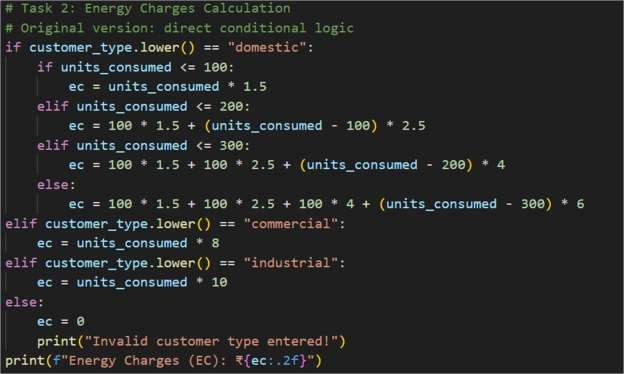 # Task 2: Energy Charges Calculation
# Original version: direct conditional logic
if customer_type.lower() == "domestic":
    if units_consumed <= 100:
        ec = units_consumed * 1.5
    elif units_consumed <= 200:
        ec = 100 * 1.5 + (units_consumed - 100) * 2.5
    elif units_consumed <= 300:
        ec = 100 * 1.5 + 100 * 2.5 + (units_consumed - 200) * 4
    else:
        ec = 100 * 1.5 + 100 * 2.5 + 100 * 4 + (units_consumed - 300) * 6
elif customer_type.lower() == "commercial":
    ec = units_consumed * 8
elif customer_type.lower() == "industrial":
    ec = units_consumed * 10
else:
    ec = 0
    print("Invalid customer type entered!")
print(f"Energy Charges (EC): ₹{ec:.2f}")